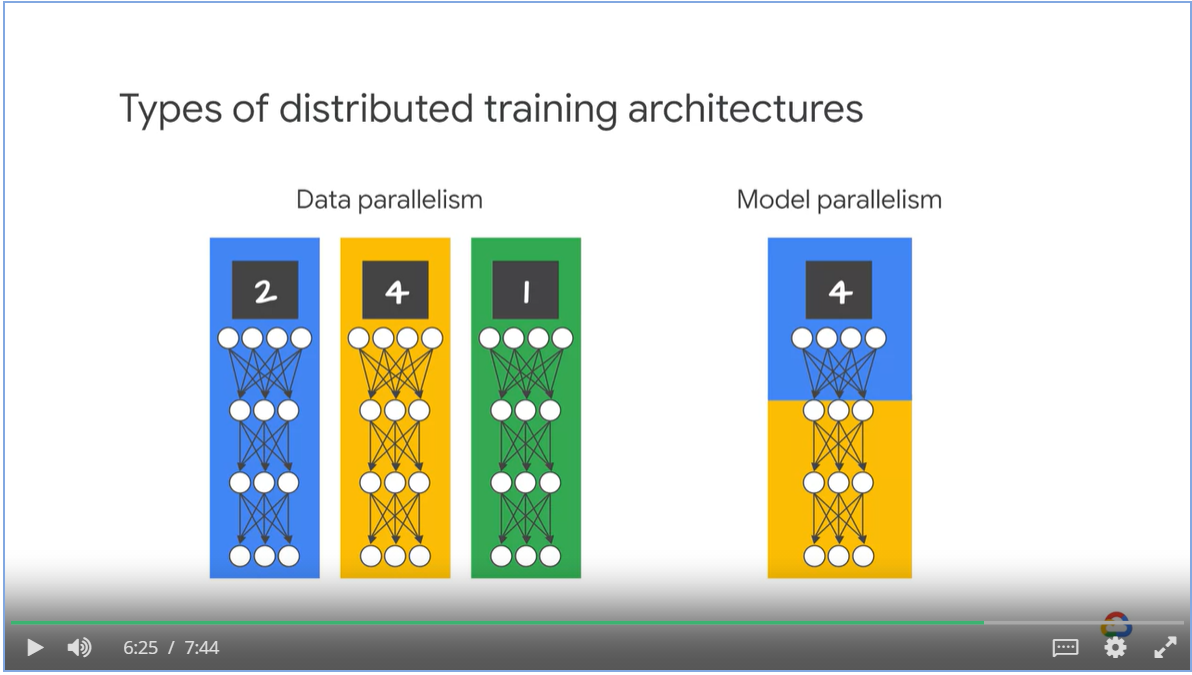 Types of distributed training architectures
Data parallelism
Model parallelism
2
4
1
4
6:25 / 7:44